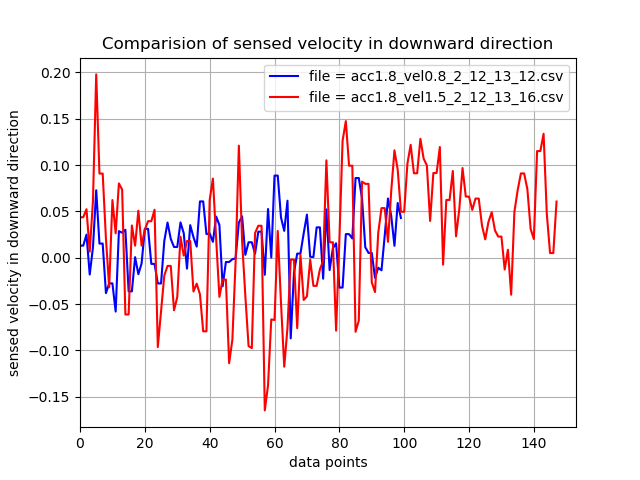 Comparision of sensed velocity in downward direction
file = acc1.8_vel0.8_2_12_13_12.csv
file = acc1.8_vel1.5_2_12_13_16.csv
sensed velocity in downward direction
0.20
0.15
0.10
0.05
0.00
−0.05
−0.10
−0.15
0 20 40 60 80 100 120 140
data points